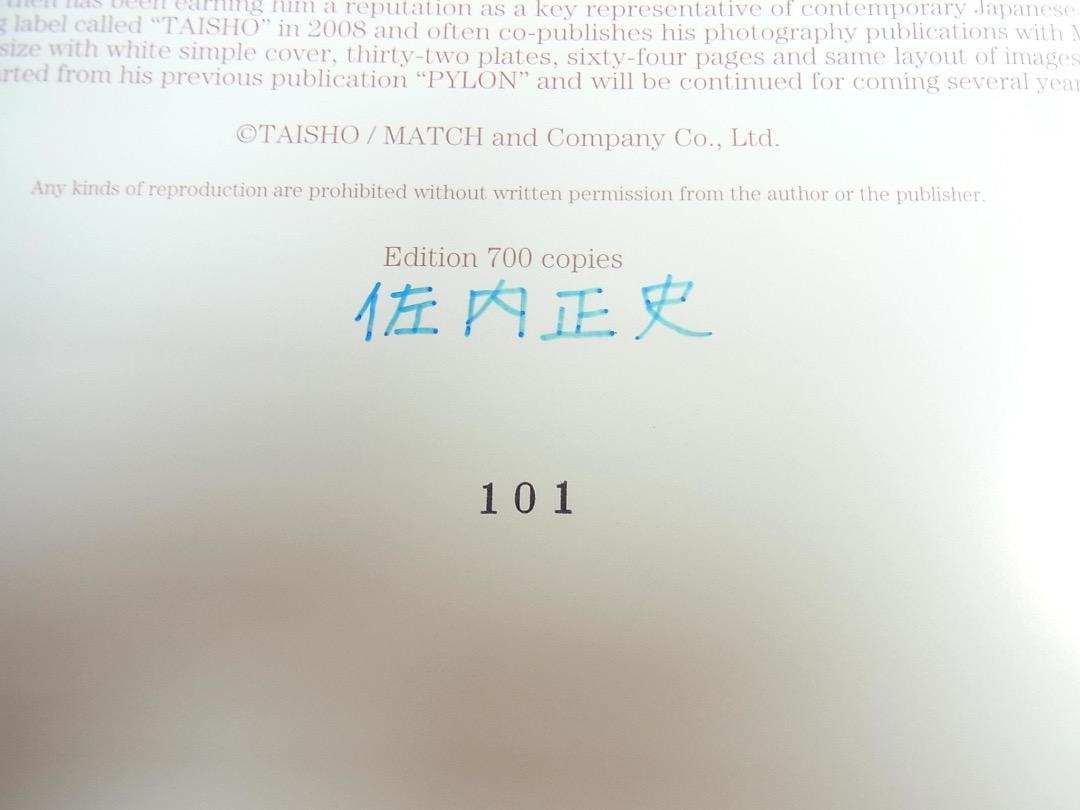 then has been earning him a reputation as a key representative of contemporary Japanese
label called “TAISHO” in 2008 and often co-publishes his photography publications with
size with white simple cover, thirty-two plates, sixty-four pages and same layout of images
from his previous publication “PYLON” and will be continued for coming several
©TAISHO / MATCH and Company Co., Ltd.
Any kinds of reproduction are prohibited without written permission from the author or the publisher.
Edition 700 copies
佐内正史
101